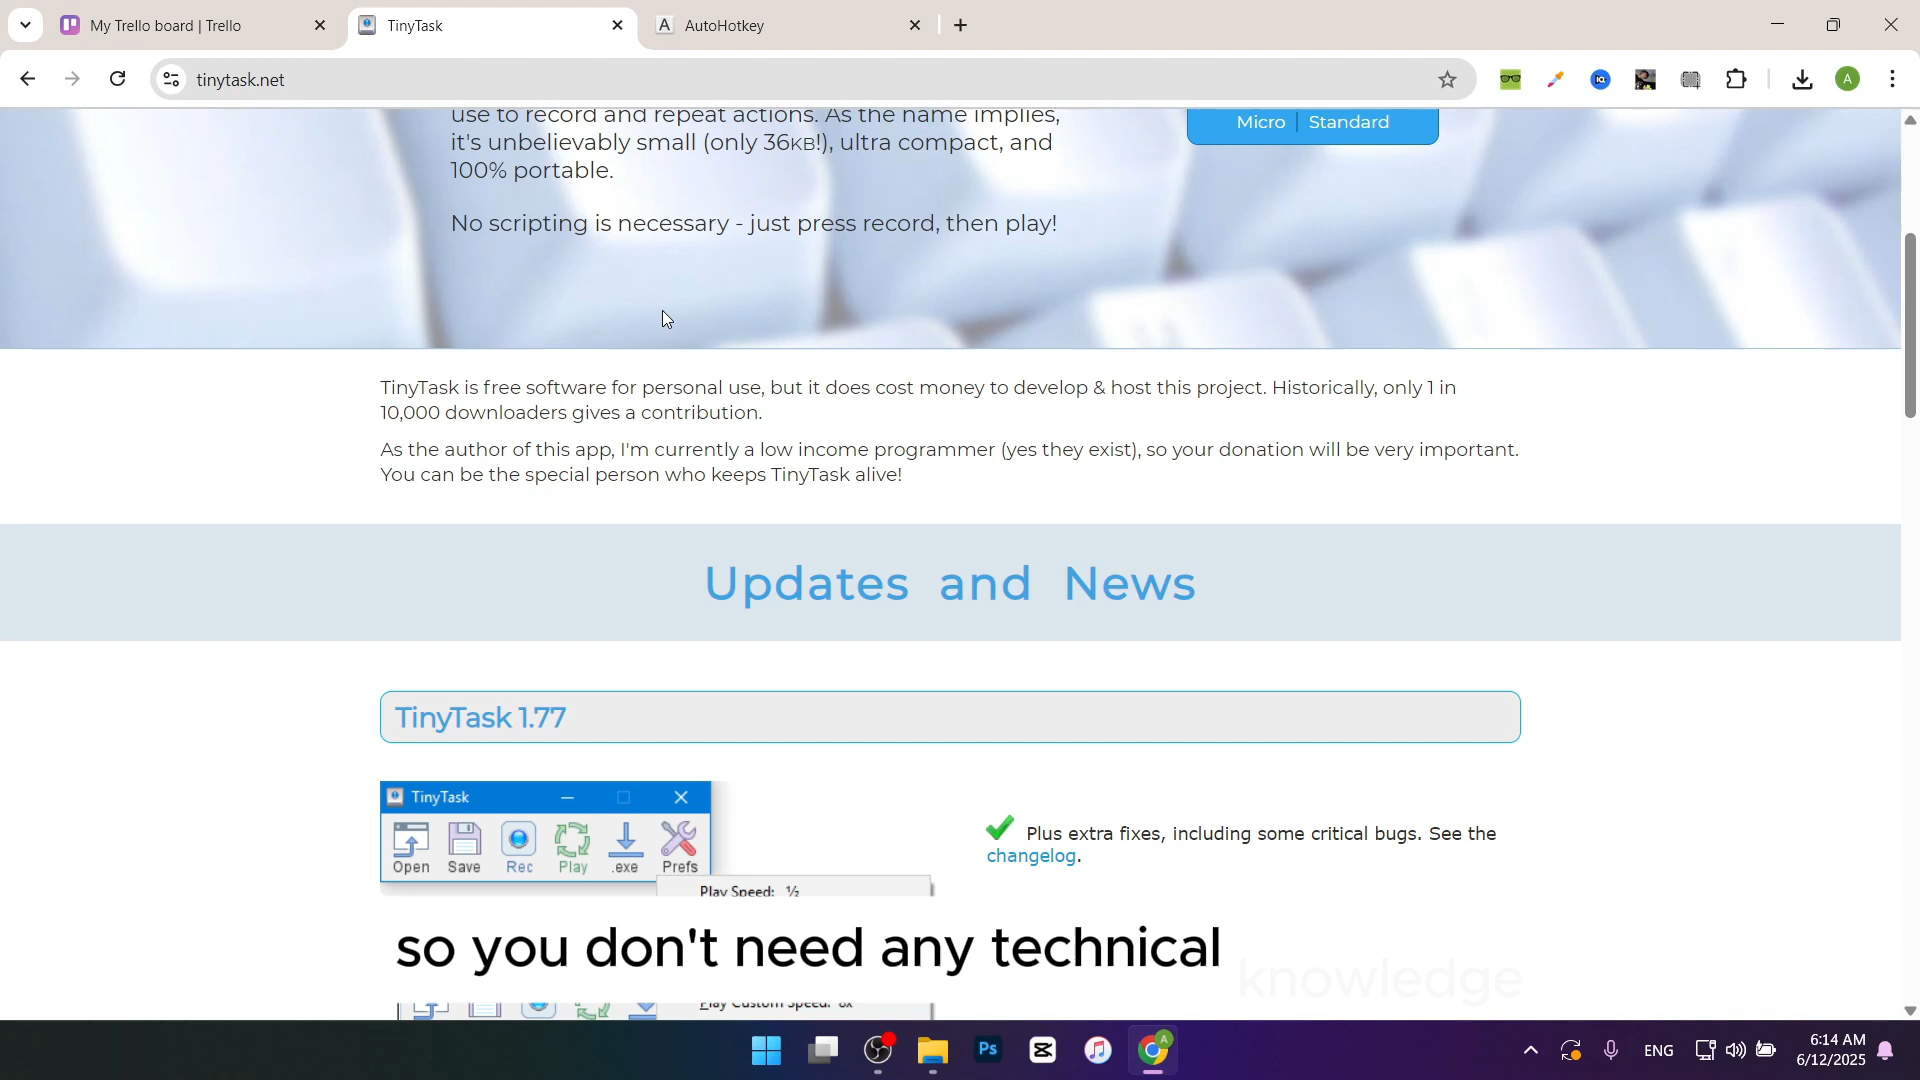 My Trello board | Trello
TinyTask
AutoHotkey
tinytask.net
A
use to record and repeat actions. As the name implies,
it's unbelievably small (only 36KB!), ultra compact, and
100% portable.
Micro | Standard
No scripting is necessary - just press record, then play!
TinyTask is free software for personal use, but it does cost money to develop & host this project. Historically, only 1 in
10,000 downloaders gives a contribution.
As the author of this app, I'm currently a low income programmer (yes they exist), so your donation will be very important.
You can be the special person who keeps TinyTask alive!
Updates and News
TinyTask 1.77
TinyTask
Open Save Rec Play .exe Prefs
Play Speed: ½
Plus extra fixes, including some critical bugs. See the
changelog.
so you don't need any technical
knowledge
Play Custom Speed: 8x
Ps
A
ENG
6:14 AM
6/12/2025